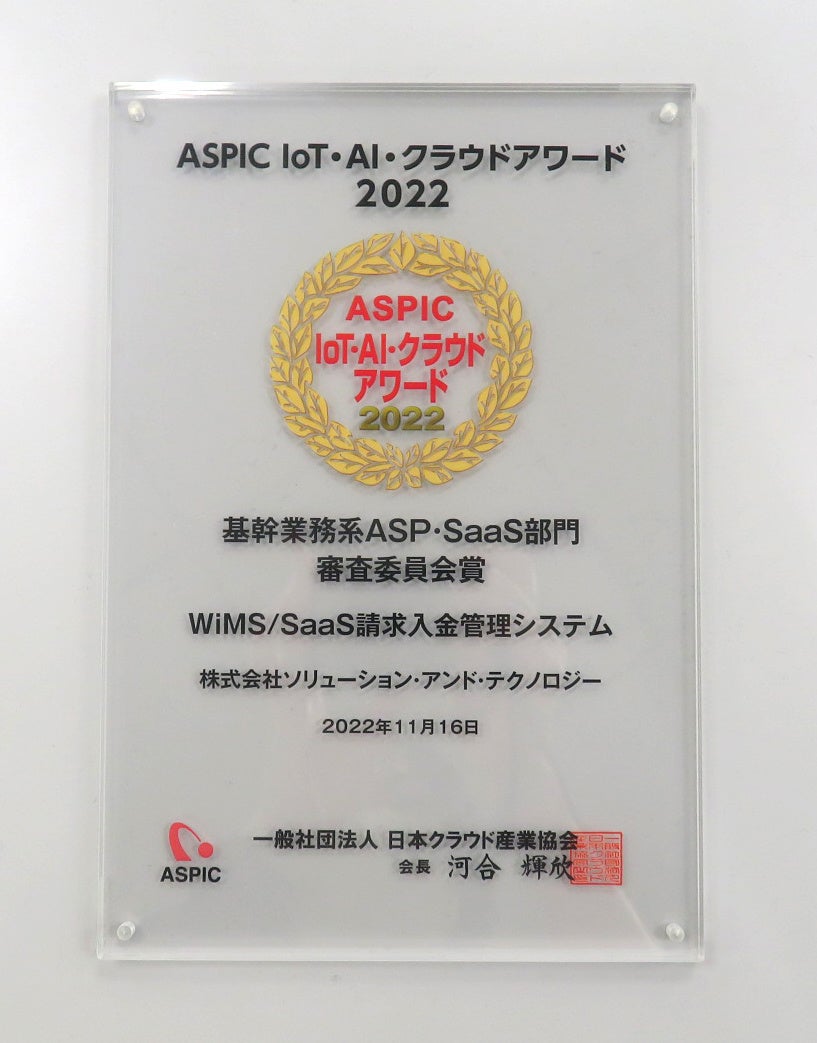 ASPIC IoT・AI・クラウドアワード
2022
ASPIC
IoT・AI・クラウド
アワード
2022
基幹業務系ASP・SaaS部門
審査委員会賞
WiMS/SaaS請求入金管理システム
株式会社ソリューション・アンド・テクノロジー
2022年11月16日
一般社団法人 日本クラウド産業協会
会長 河合 輝欣
ASPIC